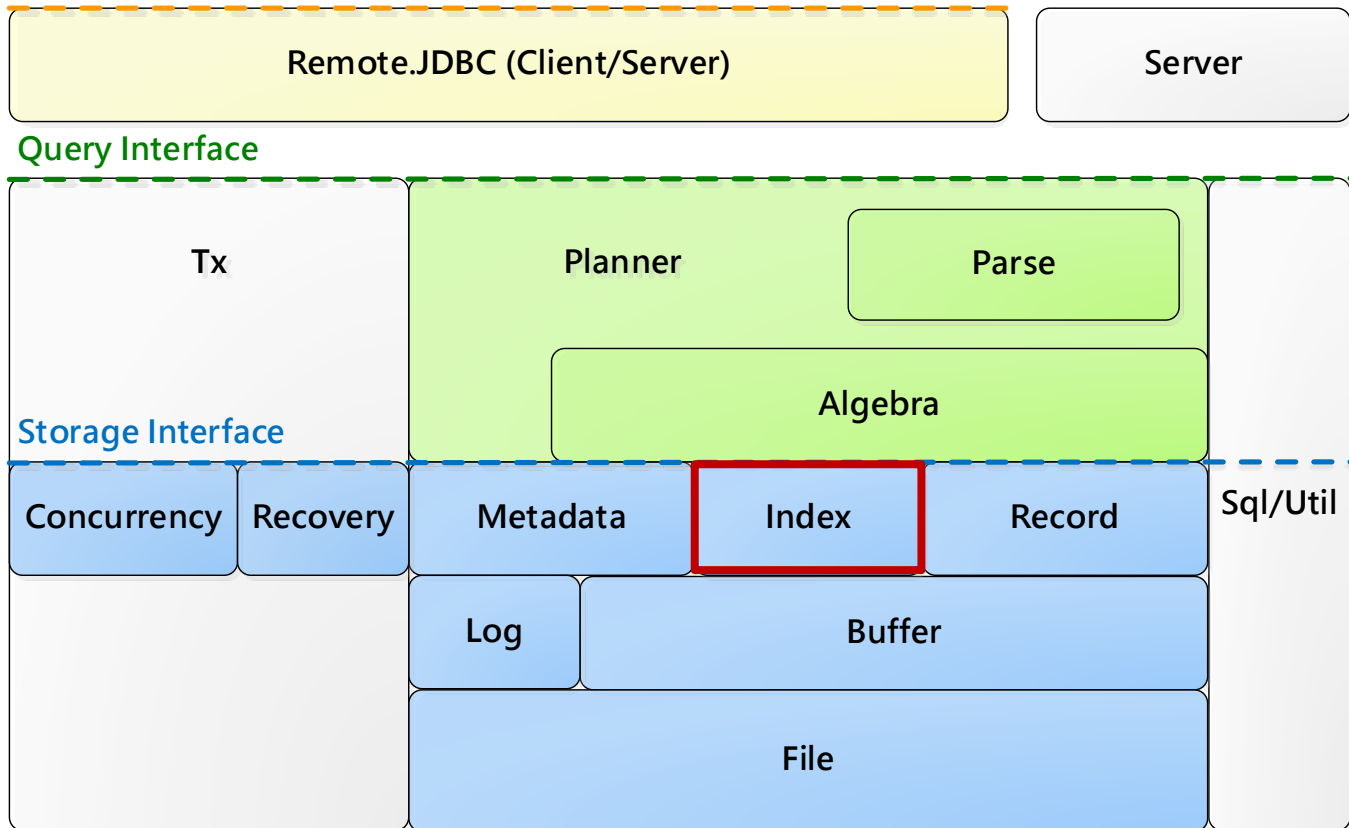 Remote.JDBC (Client/Server)
Server
Query Interface
Tx
Planner
Parse
Algebra
Storage Interface
Concurrency
Recovery
Metadata
Index
Record
Sql/Util
Log
Buffer
File